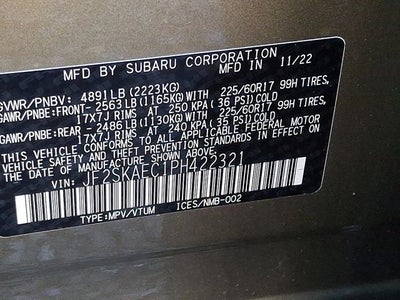 MFD BY SUBARU CORPORATION 11/22
GVWR/PNBV: 4891LB (2223KG)
GAWR/PNBE:FRONT- 2563LB (1165KG) WITH 225/60R17 99H TIRES,
17X7J RIMS AT 250 KPA (36 PSI) COLD
GAWR/PNBE:REAR - 2486LB (1130KG) WITH 225/60R17 99H TIRES,
17X7J RIMS AT 240 KPA (35 PSI) COLD
THIS VEHICLE CONFORMS TO ALL APPLICABLE FEDERAL MOTOR
VEHICLE SAFETY AND THEFT PREVENTION STANDARDS IN EFFECT ON THE
DATE OF MANUFACTURE SHOWN ABOVE.
VIN: JF2SKAEC1PH422321
TYPE:MPV/VTUM ICES/NMB-002